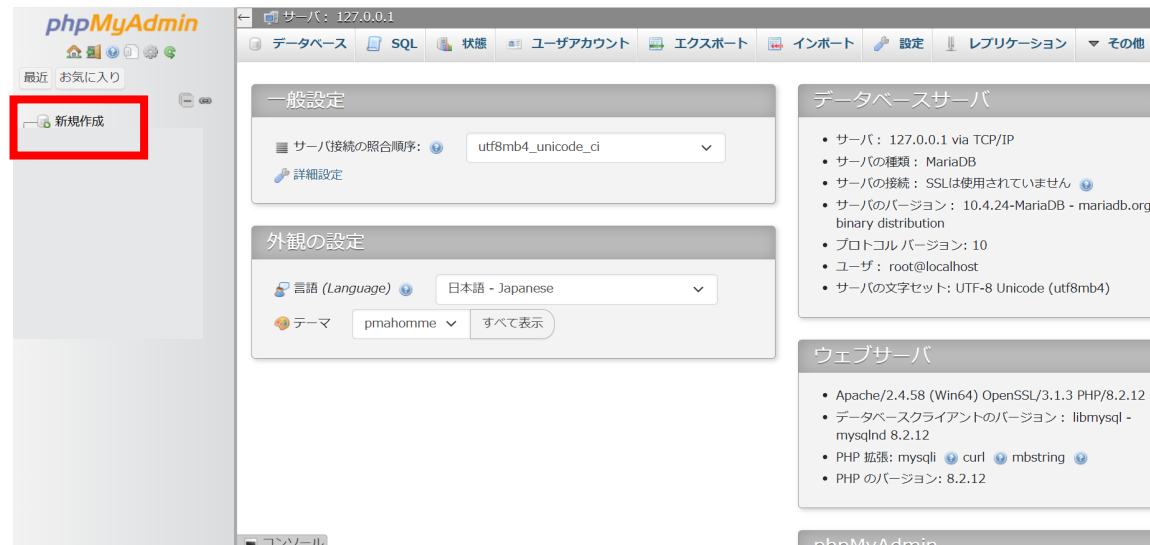 phpMyAdmin
最近 お気に入り
新規作成
← サーバ: 127.0.0.1
データベース SQL 状態 ユーザアカウント エクスポート インポート 設定 レプリケーション その他
一般設定
サーバ接続の照合順序: utf8mb4_unicode_ci
詳細設定
外観の設定
言語 (Language) 日本語 - Japanese
テーマ pmahomme すべて表示
コンソール
データベースサーバ
サーバ: 127.0.0.1 via TCP/IP
サーバの種類: MariaDB
サーバの接続: SSLは使用されていません
サーバのバージョン: 10.4.24-MariaDB - mariadb.org
binary distribution
プロトコル バージョン: 10
ユーザ: root@localhost
サーバの文字セット: UTF-8 Unicode (utf8mb4)
ウェブサーバ
Apache/2.4.58 (Win64) OpenSSL/3.1.3 PHP/8.2.12
データベースクライアントのバージョン: libmysql -
mysqlnd 8.2.12
PHP 拡張: mysqli curl mbstring
PHP のバージョン: 8.2.12
phpMyAdmin